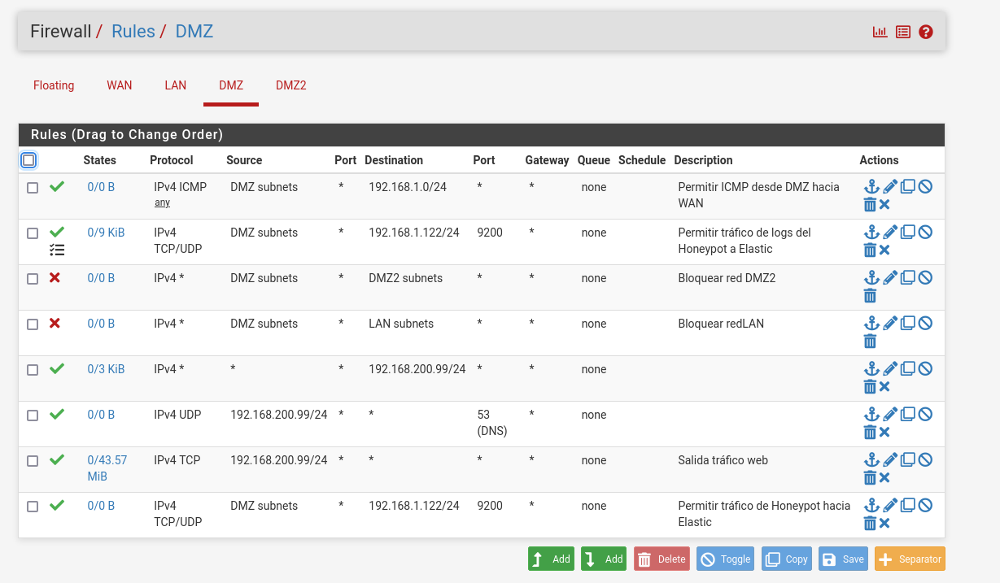 Firewall / Rules / DMZ
Floating WAN LAN DMZ DMZ2
Rules (Drag to Change Order)
States Protocol Source Port Destination Port Gateway Queue Schedule Description Actions
0/0 B IPv4 ICMP DMZ subnets * 192.168.1.0/24 * * none Permitir ICMP desde DMZ hacia
any WAN
0/9 KiB IPv4 DMZ subnets * 192.168.1.122/24 9200 * none Permitir tráfico de logs del
TCP/UDP Honeypot a Elastic
0/0 B IPv4 * DMZ subnets * DMZ2 subnets * * none Bloquear red DMZ2
0/0 B IPv4 * DMZ subnets * LAN subnets * * none Bloquear redLAN
0/3 KiB IPv4 * * * 192.168.200.99/24 * * none
0/0 B IPv4 UDP 192.168.200.99/24 * * 53 * none
(DNS)
0/43.57 IPv4 TCP 192.168.200.99/24 * * * * none Salida tráfico web
MiB
0/0 B IPv4 DMZ subnets * 192.168.1.122/24 9200 * none Permitir tráfico de Honeypot hacia
TCP/UDP Elastic
Add Add Delete Toggle Copy Save Separator